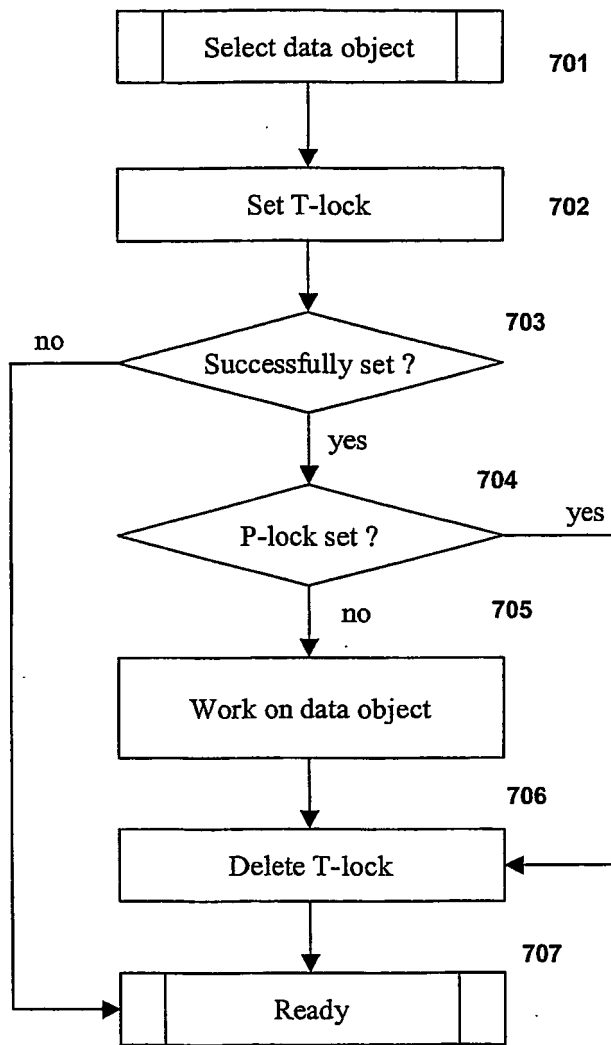 Select data object
701
Set T-lock
702
703
no
Successfully set ?
yes
704
yes
P-lock set ?
no
705
Work on data object
706
Delete T-lock
707
Ready